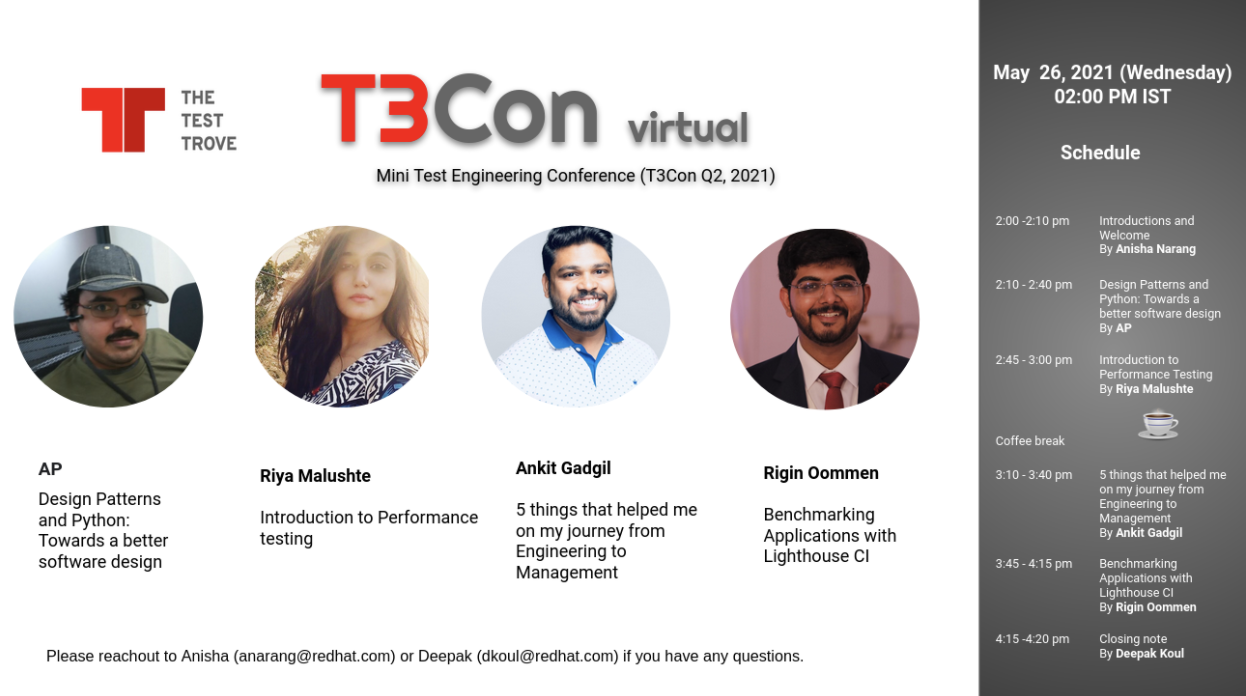 THE
TEST
TROVE
T3Con virtual
Mini Test Engineering Conference (T3Con Q2, 2021)
AP
Design Patterns
and Python:
Towards a better
software design
Riya Malushte
Introduction to Performance
testing
Ankit Gadgil
5 things that helped me
on my journey from
Engineering to
Management
Rigin Oommen
Benchmarking
Applications with
Lighthouse CI
Please reachout to Anisha (anarang@redhat.com) or Deepak (dkoul@redhat.com) if you have any questions.
May 26, 2021 (Wednesday)
02:00 PM IST
Schedule
2:00 -2:10 pm Introductions and
Welcome
By Anisha Narang
2:10 - 2:40 pm Design Patterns and
Python: Towards a
better software design
By AP
2:45 - 3:00 pm Introduction to
Performance Testing
By Riya Malushte
Coffee break
3:10 - 3:40 pm 5 things that helped me
on my journey from
Engineering to
Management
By Ankit Gadgil
3:45 - 4:15 pm Benchmarking
Applications with
Lighthouse CI
By Rigin Oommen
4:15 -4:20 pm Closing note
By Deepak Koul